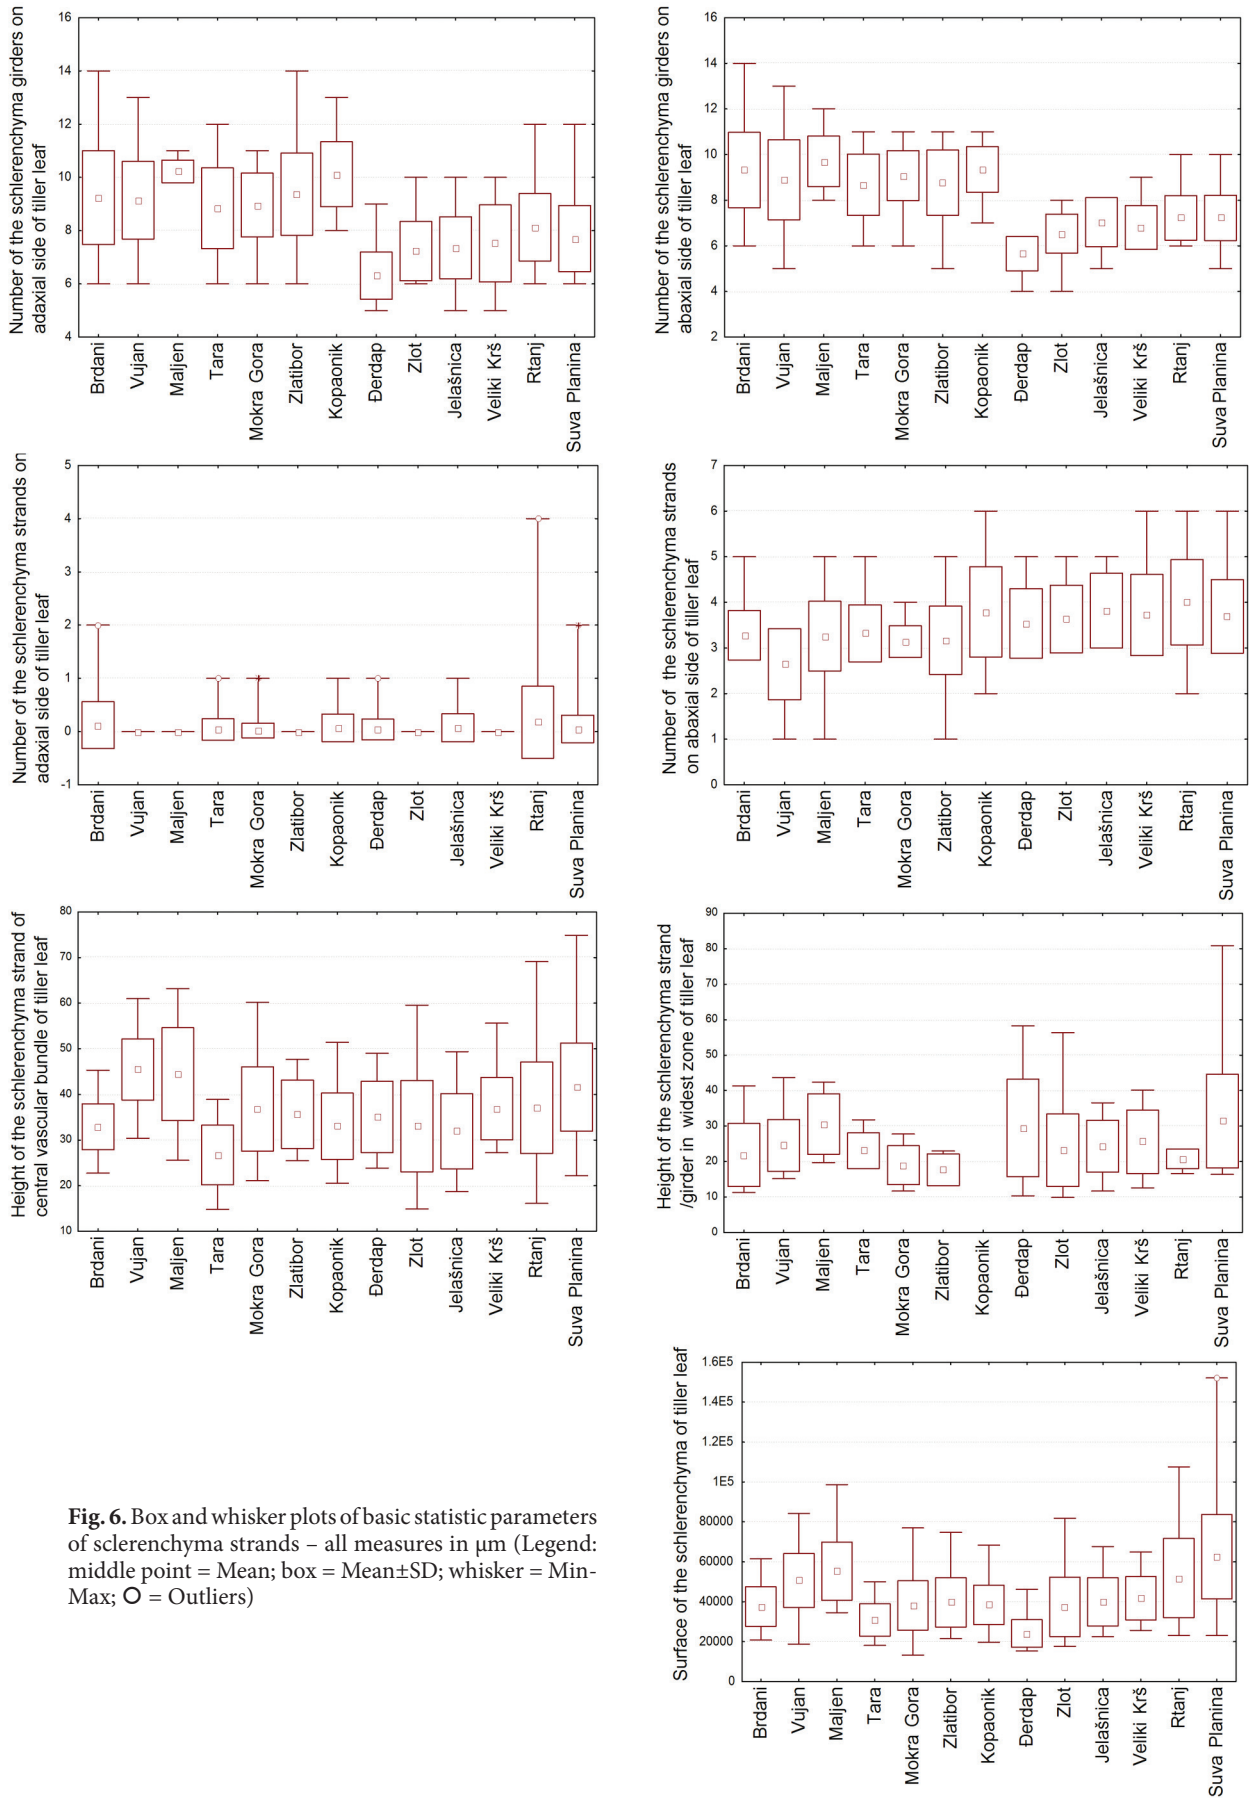 Number of the schlerenchyma girders on
adaxial side of tiller leaf
16
14
12
10
8
6
4
Brdani
Vujan
Maljen
Tara
Mokra Gora
Zlatibor
Kopaonik
Đerdap
Zlot
Jelašnica
Veliki Krš
Rtanj
Suva Planina
Number of the schlerenchyma girders on
abaxial side of tiller leaf
16
14
12
10
8
6
4
2
Brdani
Vujan
Maljen
Tara
Mokra Gora
Zlatibor
Kopaonik
Đerdap
Zlot
Jelašnica
Veliki Krš
Rtanj
Suva Planina
Number of the schlerenchyma strands on
adaxial side of tiller leaf
5
4
3
2
1
0
-1
Brdani
Vujan
Maljen
Tara
Mokra Gora
Zlatibor
Kopaonik
Đerdap
Zlot
Jelašnica
Veliki Krš
Rtanj
Suva Planina
Number of the schlerenchyma strands
on abaxial side of tiller leaf
7
6
5
4
3
2
1
0
Brdani
Vujan
Maljen
Tara
Mokra Gora
Zlatibor
Kopaonik
Đerdap
Zlot
Jelašnica
Veliki Krš
Rtanj
Suva Planina
Height of the schlerenchyma strand of
central vascular bundle of tiller leaf
80
70
60
50
40
30
20
10
Brdani
Vujan
Maljen
Tara
Mokra Gora
Zlatibor
Kopaonik
Đerdap
Zlot
Jelašnica
Veliki Krš
Rtanj
Suva Planina
Height of the schlerenchyma strand
/girder in widest zone of tiller leaf
90
80
70
60
50
40
30
20
10
0
Brdani
Vujan
Maljen
Tara
Mokra Gora
Zlatibor
Kopaonik
Đerdap
Zlot
Jelašnica
Veliki Krš
Rtanj
Suva Planina
Surface of the schlerenchyma of tiller leaf
1.6E5
1.4E5
1.2E5
1E5
80000
60000
40000
20000
0
Brdani
Vujan
Maljen
Tara
Mokra Gora
Zlatibor
Kopaonik
Đerdap
Zlot
Jelašnica
Veliki Krš
Rtanj
Suva Planina
Fig. 6. Box and whisker plots of basic statistic parameters
of sclerenchyma strands – all measures in µm (Legend:
middle point = Mean; box = Mean±SD; whisker = Min-
Max; O = Outliers)